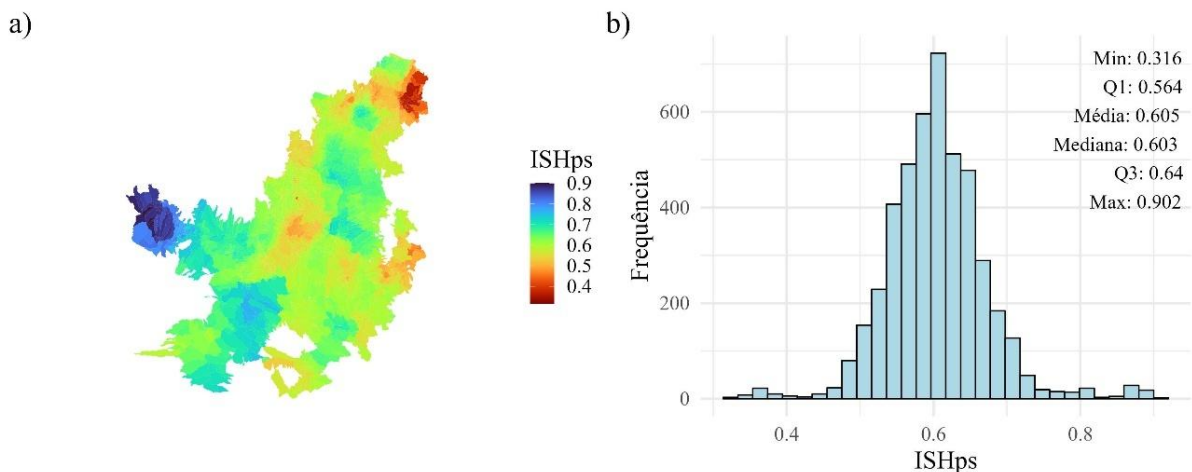 a)
ISHps
0.9
0.8
0.7
0.6
0.5
0.4
b)
Min: 0.316
Q1: 0.564
Média: 0.605
Mediana: 0.603
Q3: 0.64
Max: 0.902
Frequência
600
400
200
0
0.4 0.6 0.8
ISHps